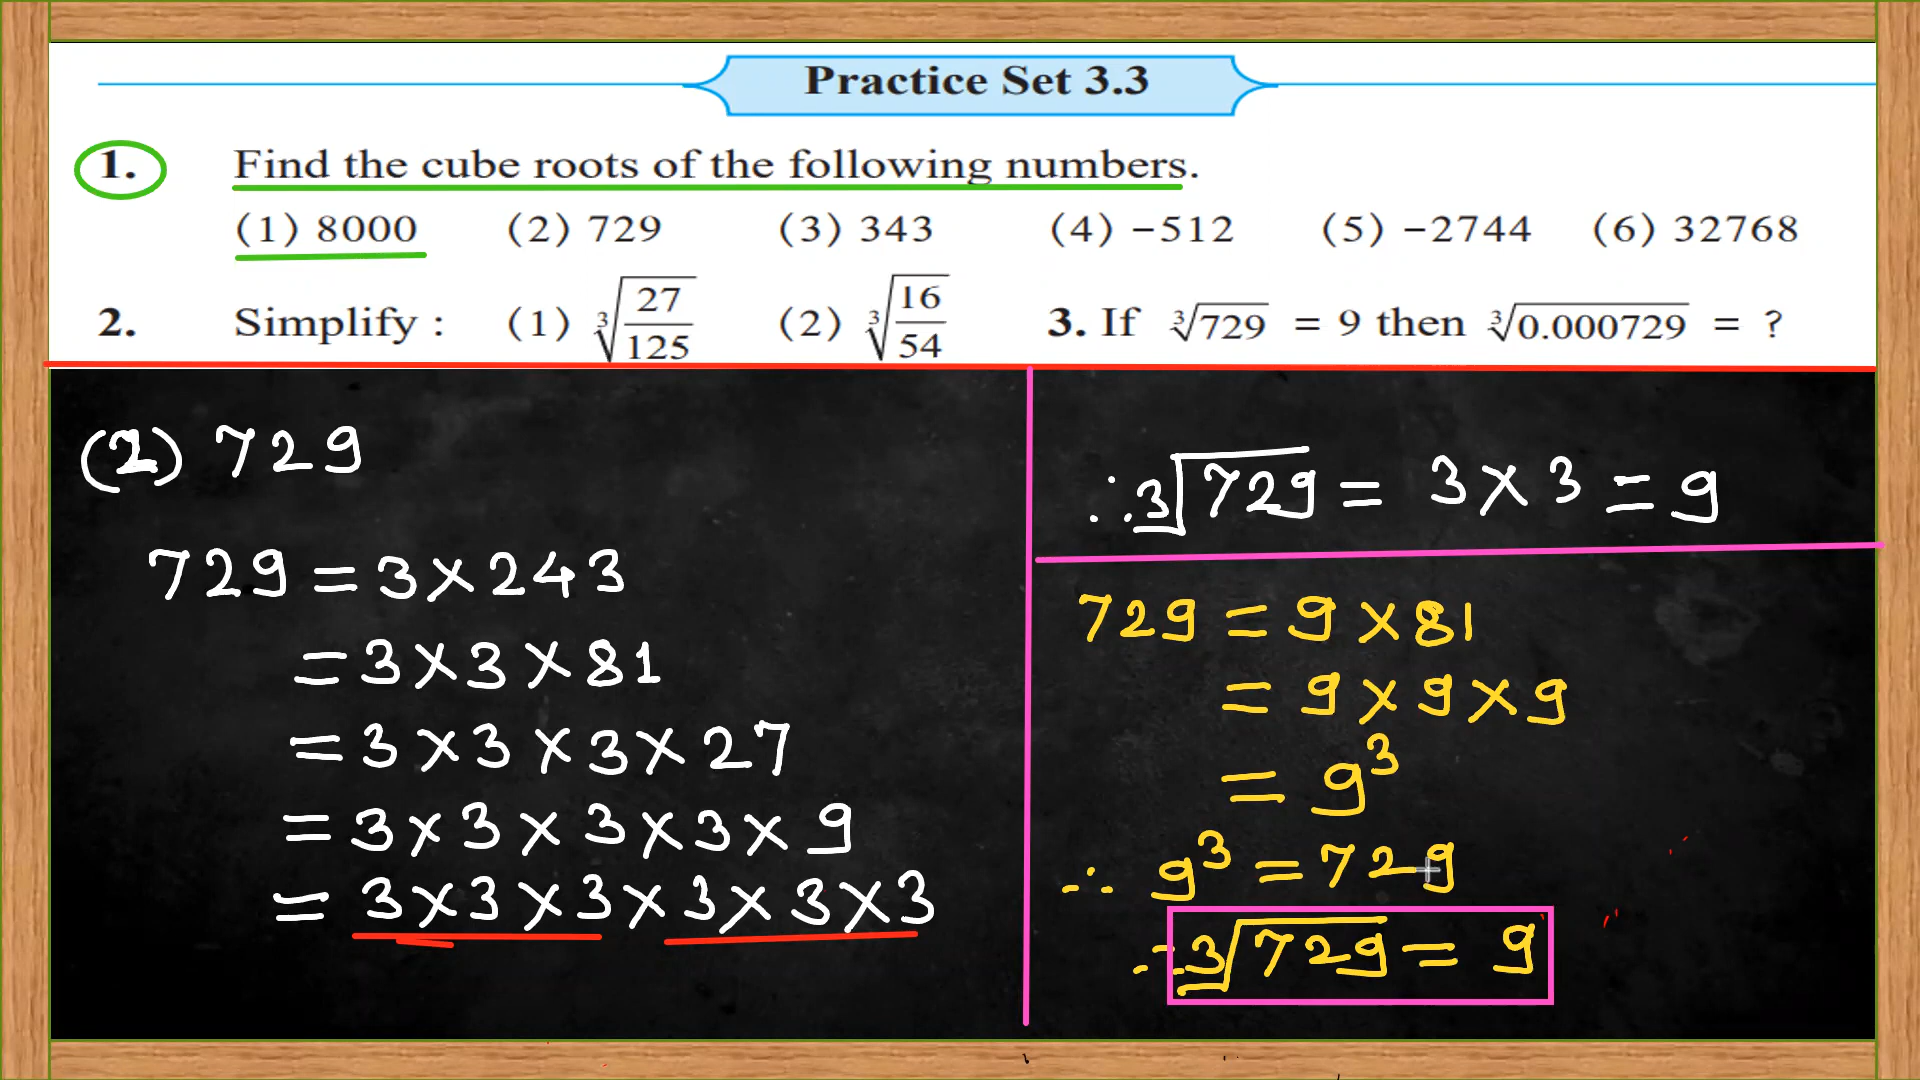 Practice Set 3.3
1. Find the cube roots of the following numbers.
(1) 8000 (2) 729 (3) 343 (4) −512 (5) −2744 (6) 32768
2. Simplify : (1) ∛(27/125) (2) ∛(16/54) 3. If ∛729 = 9 then ∛0.000729 = ?
(2) 729
729 = 3 × 243
= 3 × 3 × 81
= 3 × 3 × 3 × 27
= 3 × 3 × 3 × 3 × 9
= 3 × 3 × 3 × 3 × 3 × 3
∴ ∛729 = 3 × 3 = 9
729 = 9 × 81
= 9 × 9 × 9
= 9³
∴ 9³ = 729
∴ ∛729 = 9